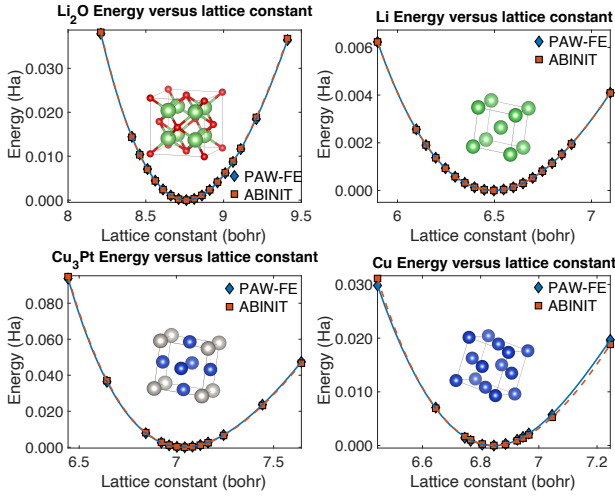 Li2O Energy versus lattice constant
Energy (Ha)
0.030
0.020
0.010
0.000
8
8.5
9
9.5
PAW-FE
ABINIT
Lattice constant (bohr)
Li Energy versus lattice constant
Energy (Ha)
0.006
0.004
0.002
0.000
6
6.5
7
PAW-FE
ABINIT
Lattice constant (bohr)
Cu3Pt Energy versus lattice constant
Energy (Ha)
0.080
0.060
0.040
0.020
0.000
6.5
7
7.5
PAW-FE
ABINIT
Lattice constant (bohr)
Cu Energy versus lattice constant
Energy (Ha)
0.030
0.020
0.010
0.000
6.4
6.6
6.8
7
7.2
PAW-FE
ABINIT
Lattice constant (bohr)